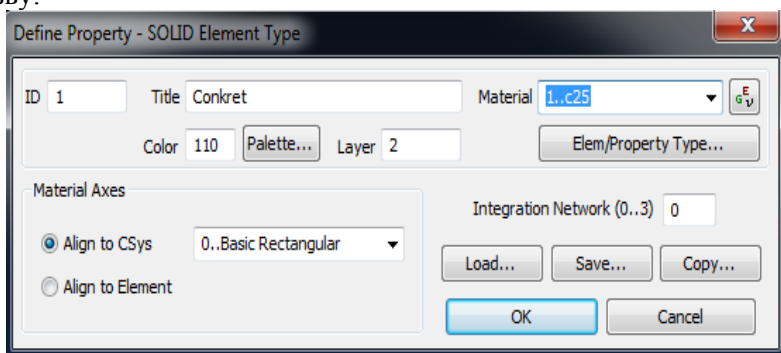 Define Property - SOLID Element Type
ID 1 Title Conkret Material 1..c25 G E ν
Color 110 Palette... Layer 2 Elem/Property Type...
Material Axes
Integration Network (0..3) 0
Align to CSys 0..Basic Rectangular
Load... Save... Copy...
Align to Element
OK Cancel